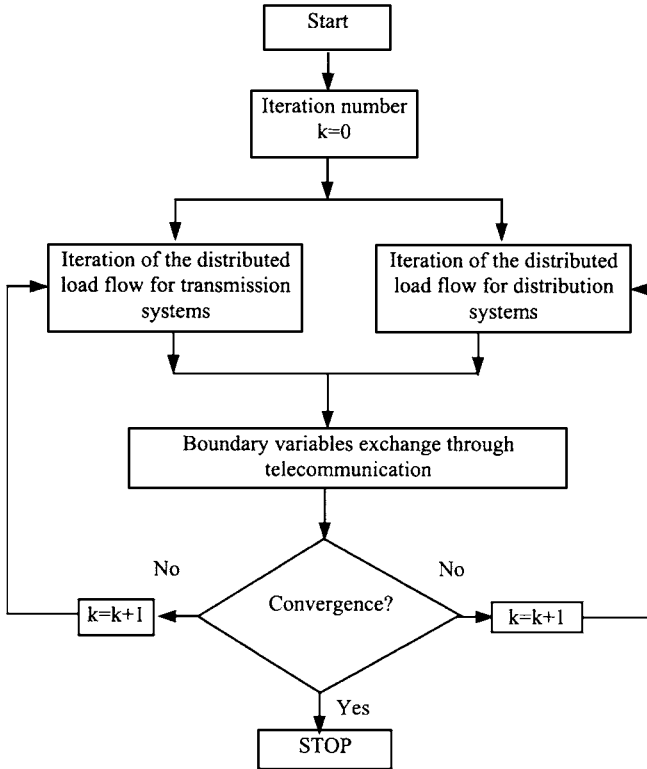 Start
Iteration number
k=0
Iteration of the distributed
load flow for transmission
systems
Iteration of the distributed
load flow for distribution
systems
Boundary variables exchange through
telecommunication
No
No
Convergence?
k=k+1
k=k+1
Yes
STOP